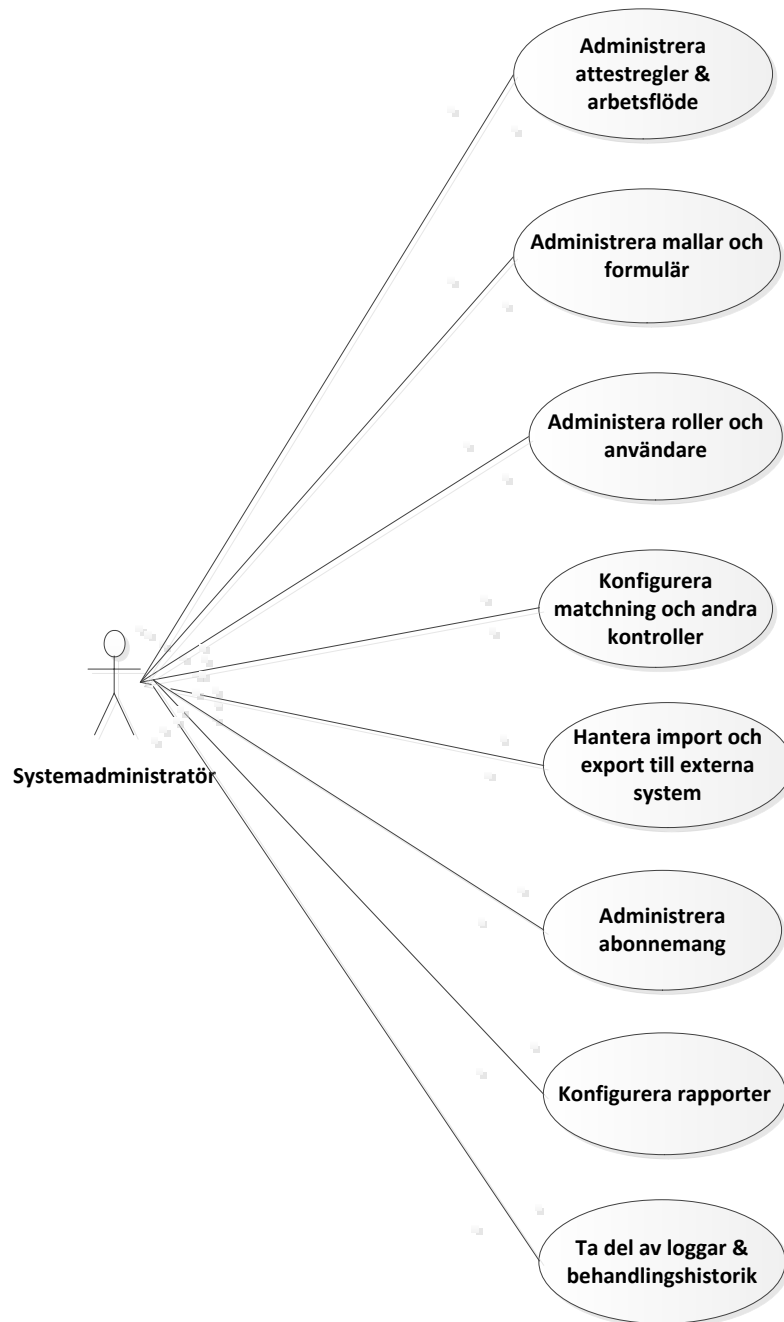 Administrera
attestregler &
arbetsflöde
Administrera mallar och
formulär
Administera roller och
användare
Konfigurera
matchning och andra
kontroller
Systemadministratör
Hantera import och
export till externa
system
Administrera
abonnemang
Konfigurera rapporter
Ta del av loggar &
behandlingshistorik